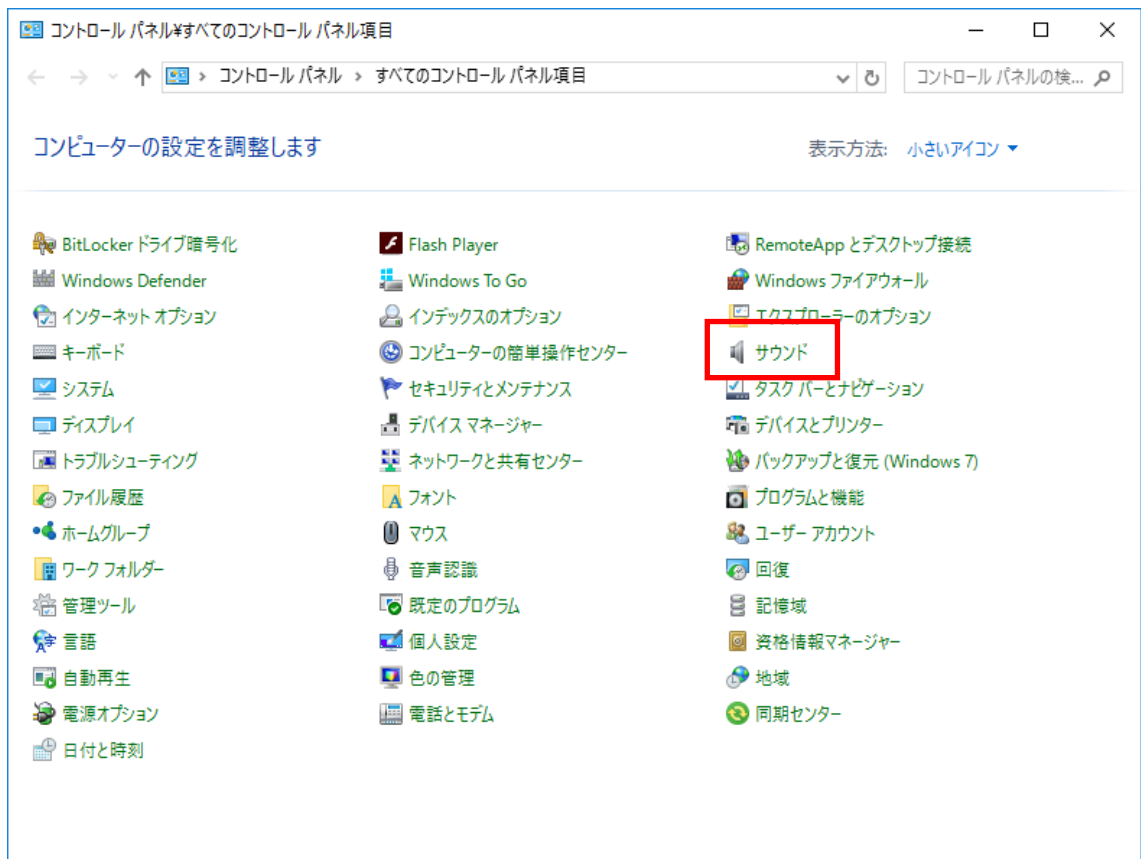 コントロール パネル¥すべてのコントロール パネル項目
コントロール パネル › すべてのコントロール パネル項目
コントロール パネルの検...
コンピューターの設定を調整します
表示方法: 小さいアイコン
BitLocker ドライブ暗号化 Flash Player RemoteApp とデスクトップ接続
Windows Defender Windows To Go Windows ファイアウォール
インターネット オプション インデックスのオプション エクスプローラーのオプション
キーボード コンピューターの簡単操作センター サウンド
システム セキュリティとメンテナンス タスク バーとナビゲーション
ディスプレイ デバイス マネージャー デバイスとプリンター
トラブルシューティング ネットワークと共有センター バックアップと復元 (Windows 7)
ファイル履歴 フォント プログラムと機能
ホームグループ マウス ユーザー アカウント
ワーク フォルダー 音声認識 回復
管理ツール 既定のプログラム 記憶域
言語 個人設定 資格情報マネージャー
自動再生 色の管理 地域
電源オプション 電話とモデム 同期センター
日付と時刻